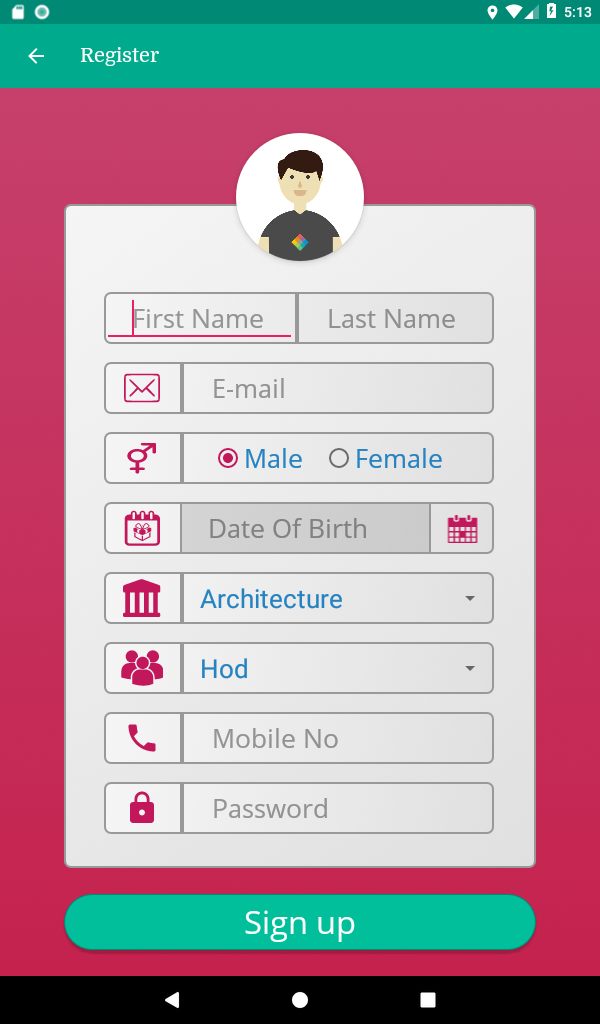 5:13
Register
First Name Last Name
E-mail
Male Female
Date Of Birth
Architecture
Hod
Mobile No
Password
Sign up